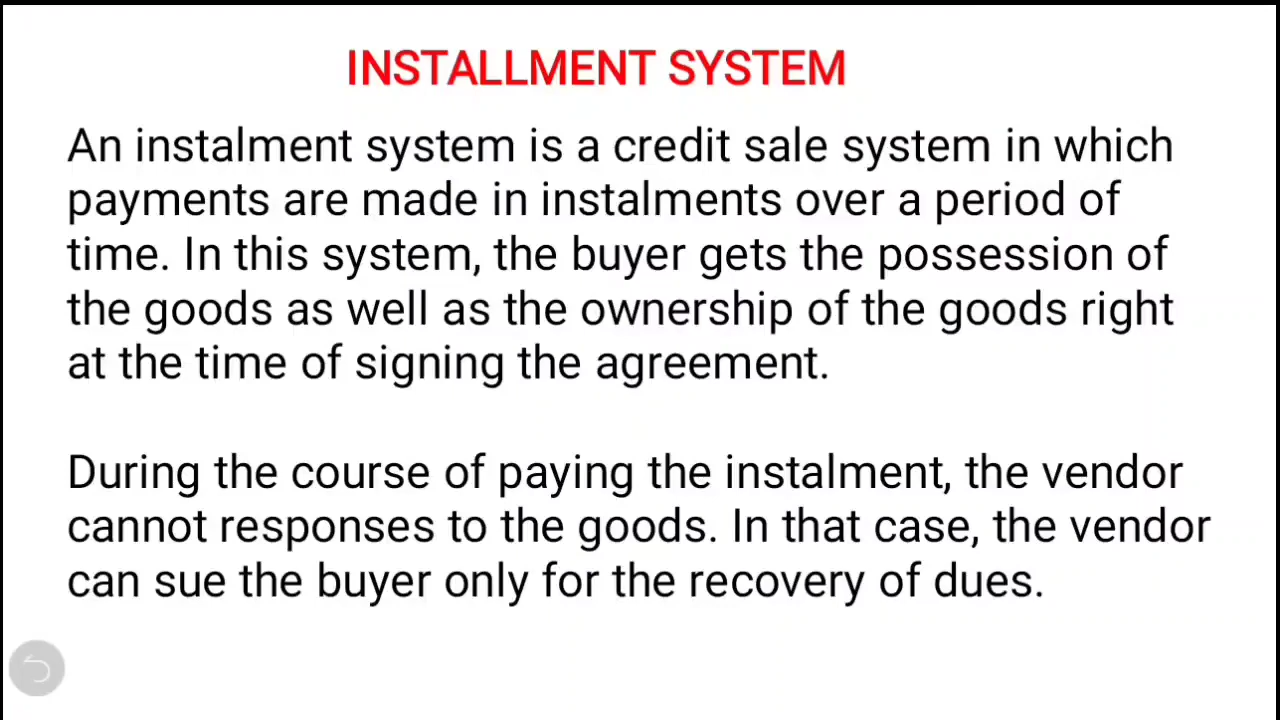 INSTALLMENT SYSTEM
An instalment system is a credit sale system in which
payments are made in instalments over a period of
time. In this system, the buyer gets the possession of
the goods as well as the ownership of the goods right
at the time of signing the agreement.
During the course of paying the instalment, the vendor
cannot responses to the goods. In that case, the vendor
can sue the buyer only for the recovery of dues.